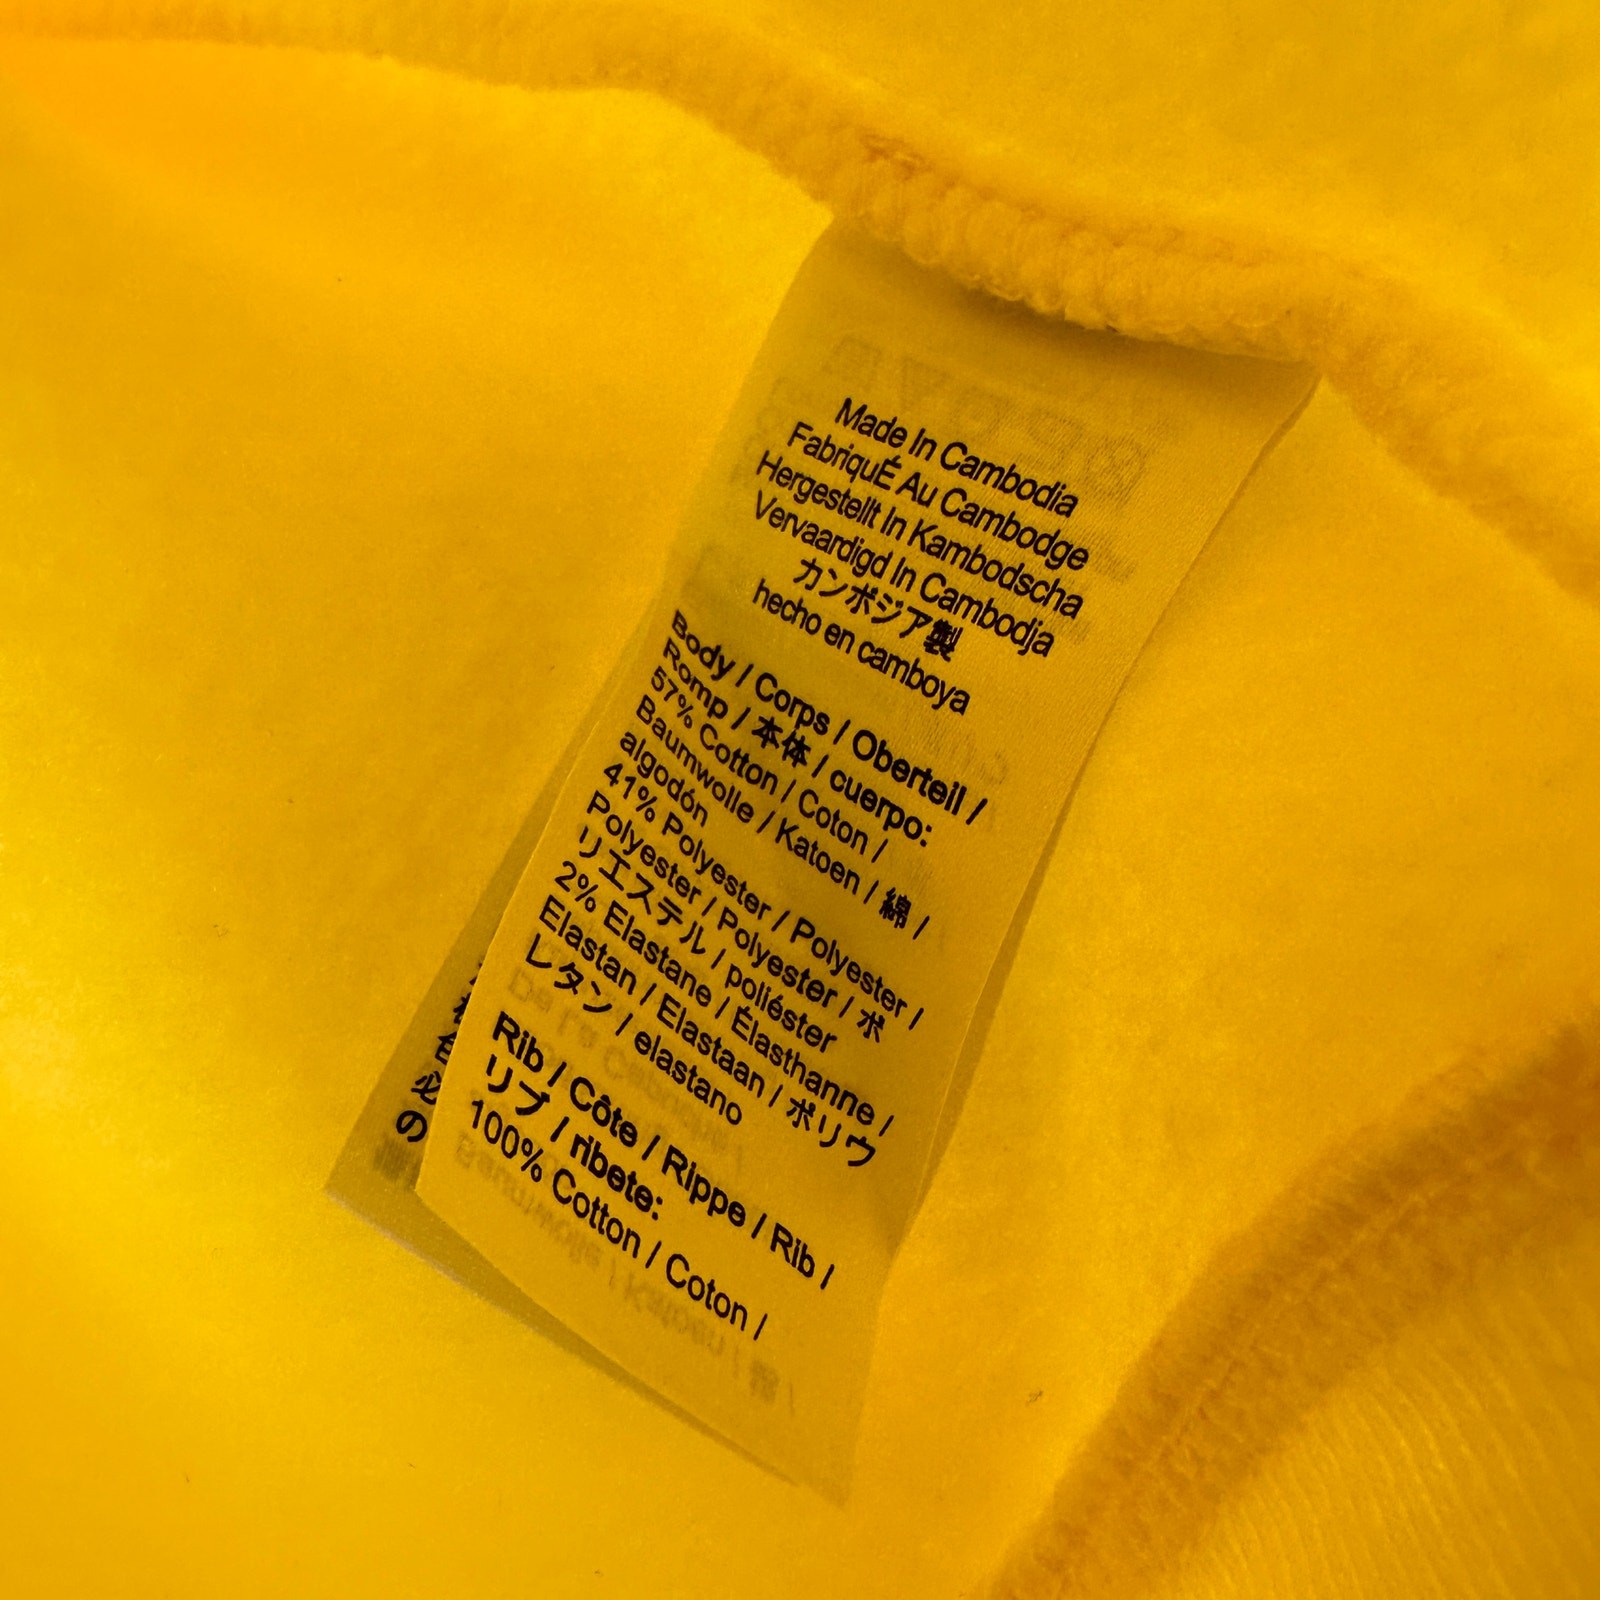 Made In Cambodia
FabriquÉ Au Cambodge
Hergestellt In Kambodscha
Vervaardigd In Cambodja
カンボジア製
hecho en camboya
Body / Corps / Oberteil /
Romp / 本体 / cuerpo:
57% Cotton / Coton /
Baumwolle / Katoen / 綿 /
algodón
41% Polyester / Polyester /
Polyester / Polyester / ポ
リエステル / poliéster
2% Elastane / Élasthanne /
Elastan / Elastaan / ポリウ
レタン / elastano
Rib / Côte / Rippe / Rib /
リブ / ribete:
100% Cotton / Coton /